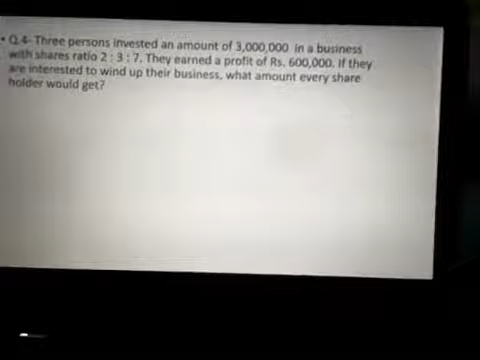 • Q.4- Three persons invested an amount of 3,000,000 in a business
with shares ratio 2 : 3 : 7. They earned a profit of Rs. 600,000. If they
are interested to wind up their business, what amount every share
holder would get?